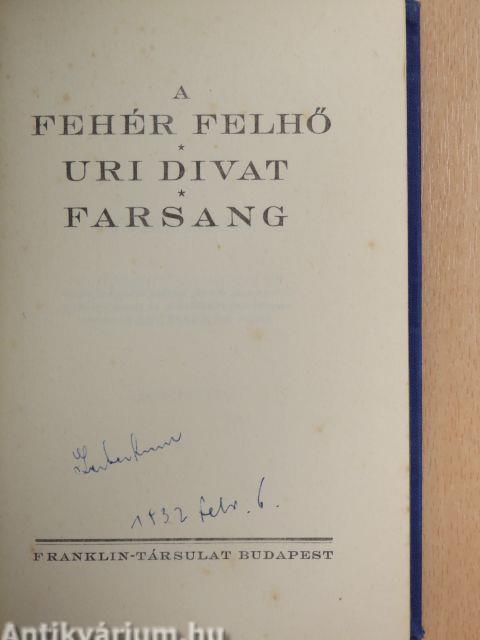 A
FEHÉR FELHŐ
*
URI DIVAT
*
FARSANG
1932 febr. 6.
FRANKLIN-TÁRSULAT BUDAPEST
Antikvárium.hu